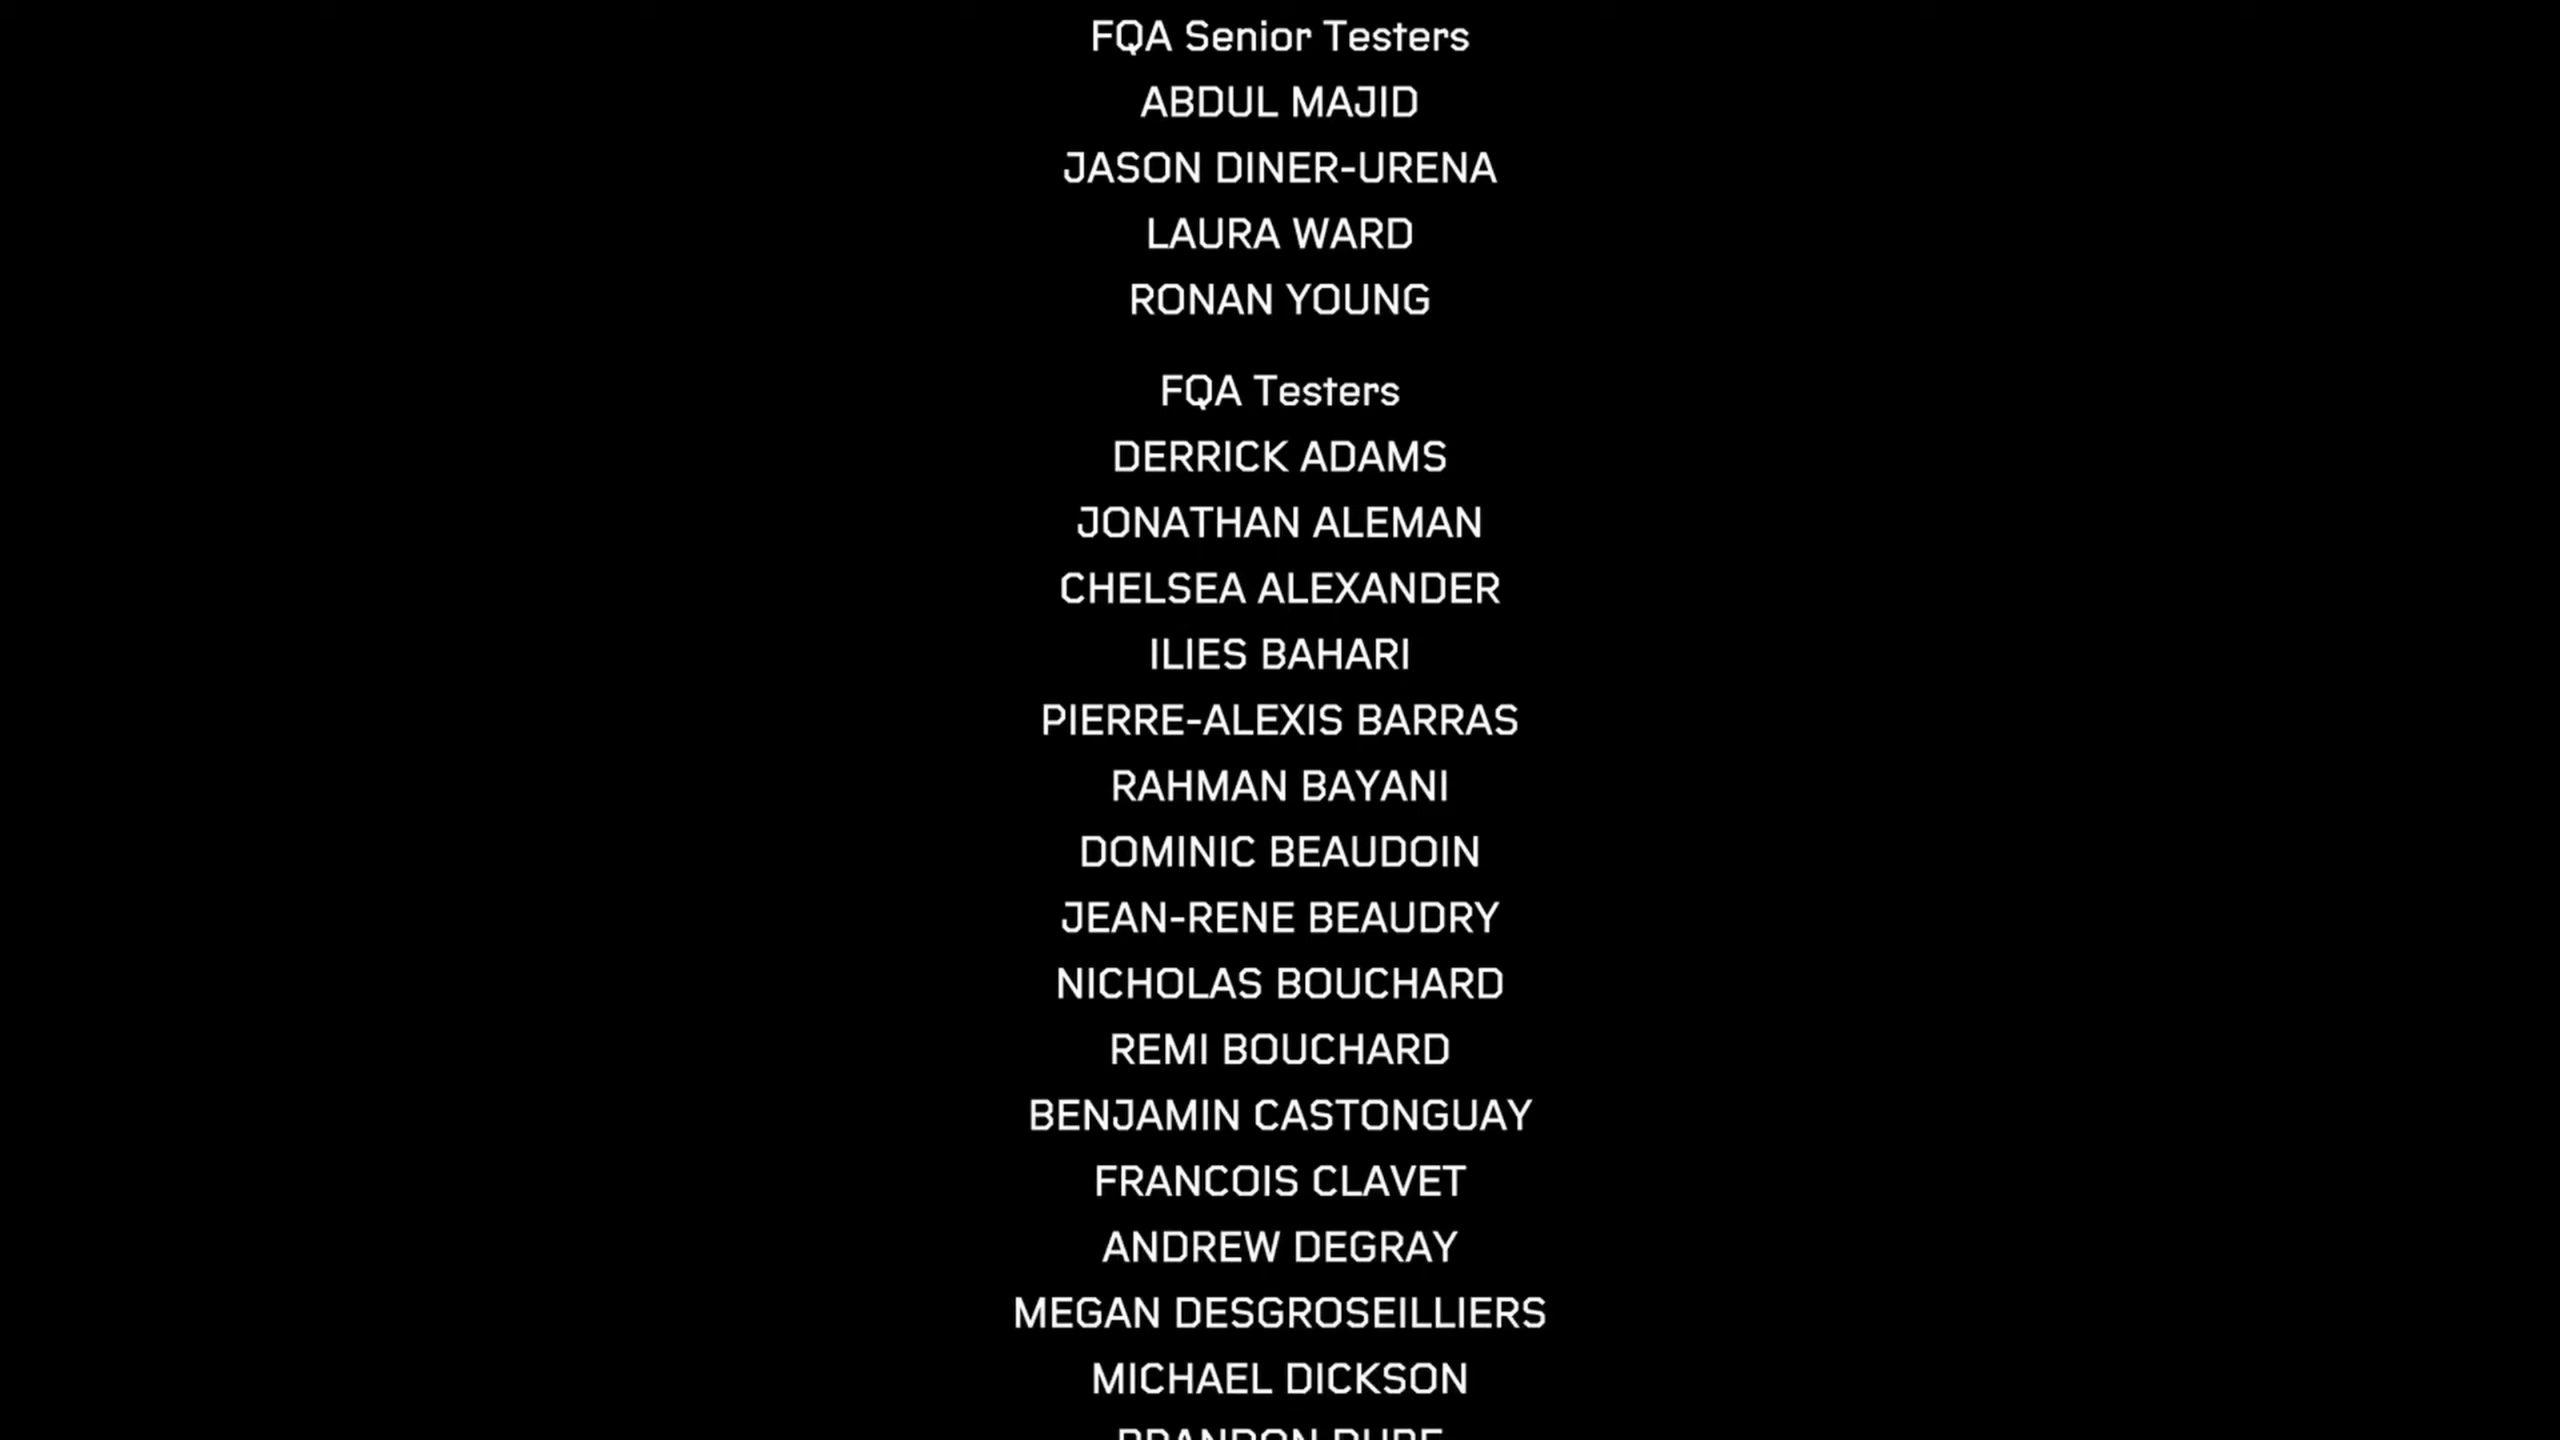 FQA Senior Testers
ABDUL MAJID
JASON DINER-URENA
LAURA WARD
RONAN YOUNG
FQA Testers
DERRICK ADAMS
JONATHAN ALEMAN
CHELSEA ALEXANDER
ILIES BAHARI
PIERRE-ALEXIS BARRAS
RAHMAN BAYANI
DOMINIC BEAUDOIN
JEAN-RENE BEAUDRY
NICHOLAS BOUCHARD
REMI BOUCHARD
BENJAMIN CASTONGUAY
FRANCOIS CLAVET
ANDREW DEGRAY
MEGAN DESGROSEILLIERS
MICHAEL DICKSON
BRANDON